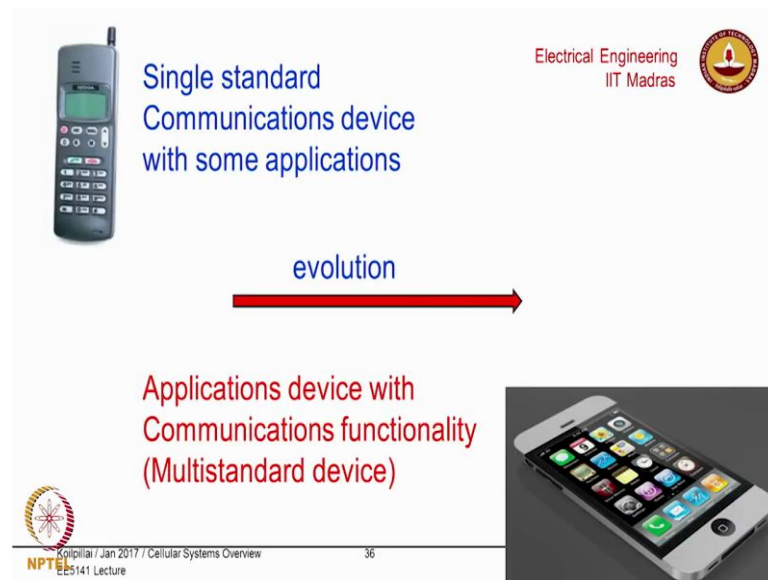 Single standard
Communications device
with some applications
Electrical Engineering
IIT Madras
evolution
Applications device with
Communications functionality
(Multistandard device)
Koilpillai / Jan 2017 / Cellular Systems Overview
36
EE5141 Lecture
NPTEL